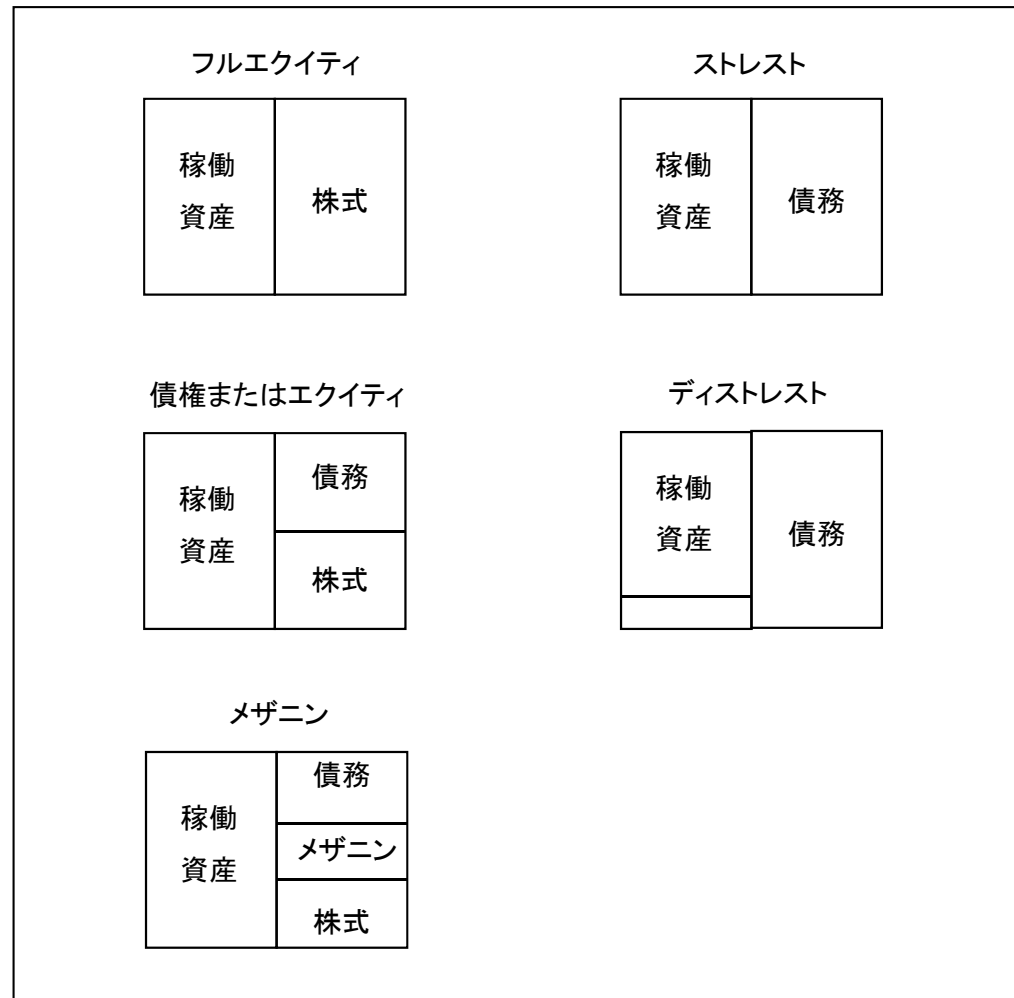 フルエクイティ
稼働
資産
株式
ストレスト
稼働
資産
債務
債権またはエクイティ
稼働
資産
債務
株式
ディストレスト
稼働
資産
債務
メザニン
稼働
資産
債務
メザニン
株式